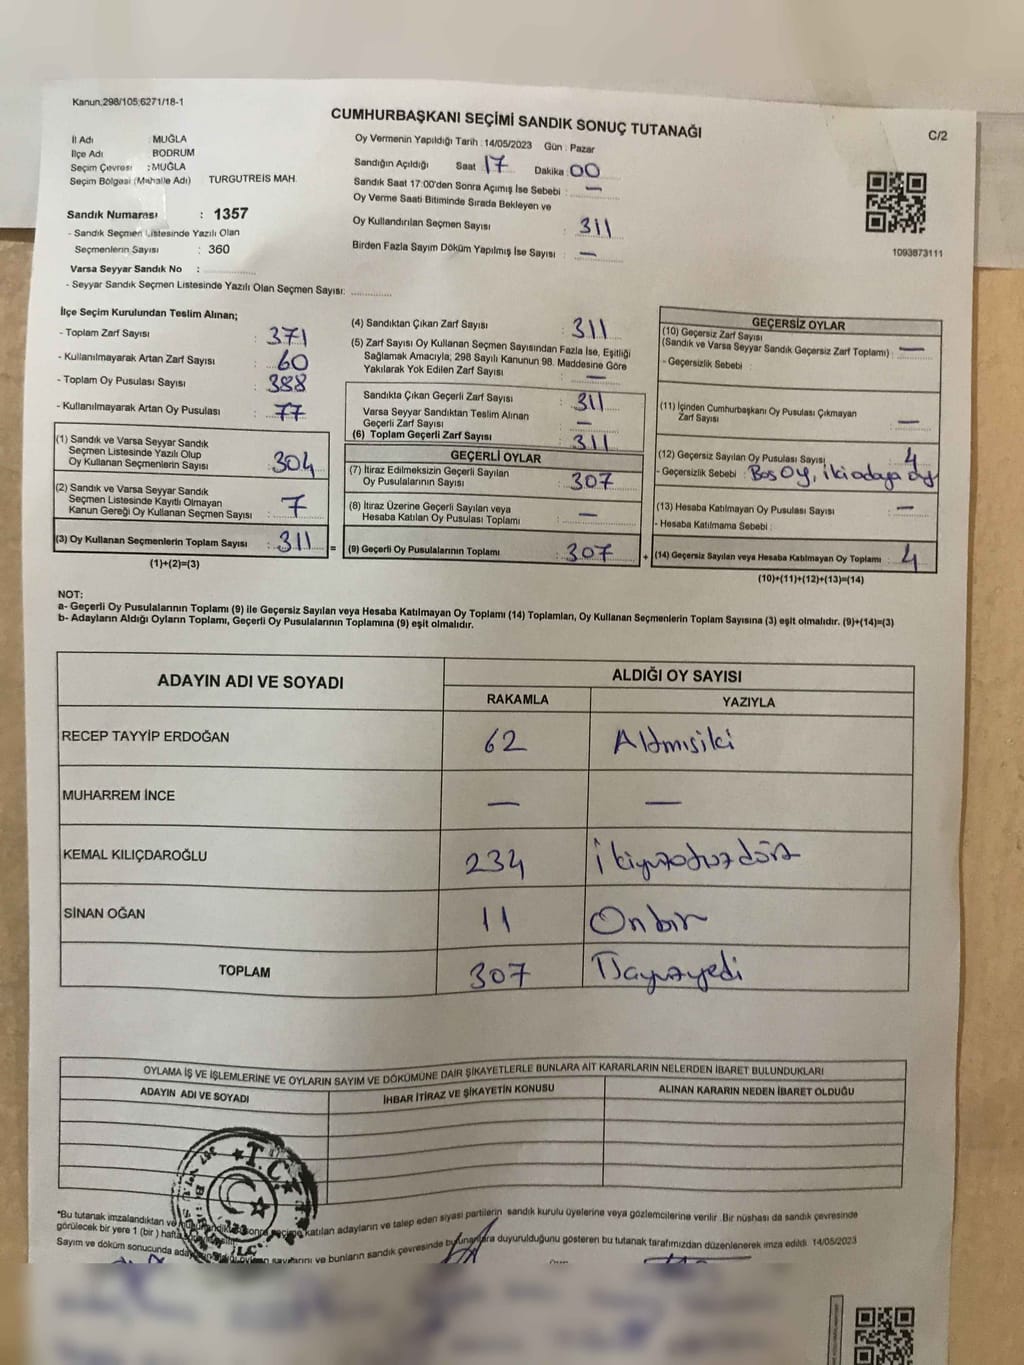 Kanun;298/105;6271/18-1
CUMHURBAŞKANI SEÇİMİ SANDIK SONUÇ TUTANAĞI
C/2
İl Adı : MUĞLA
İlçe Adı : BODRUM
Seçim Çevresi : MUĞLA
Seçim Bölgesi (Mahalle Adı) TURGUTREİS MAH.
Sandık Numarası : 1357
- Sandık Seçmen Listesinde Yazılı Olan
Seçmenlerin Sayısı : 360
Varsa Seyyar Sandık No :
- Seyyar Sandık Seçmen Listesinde Yazılı Olan Seçmen Sayısı:
Oy Vermenin Yapıldığı Tarih : 14/05/2023 Gün : Pazar
Sandığın Açıldığı Saat 17 Dakika 00
Sandık Saat 17:00'den Sonra Açımış İse Sebebi : —
Oy Verme Saati Bitiminde Sırada Bekleyen ve
Oy Kullandırılan Seçmen Sayısı : 311
Birden Fazla Sayım Döküm Yapılmış İse Sayısı : —
1093873111
İlçe Seçim Kurulundan Teslim Alınan;
- Toplam Zarf Sayısı : 371
- Kullanılmayarak Artan Zarf Sayısı : 60
- Toplam Oy Pusulası Sayısı : 388
- Kullanılmayarak Artan Oy Pusulası : 77
(1) Sandık ve Varsa Seyyar Sandık
Seçmen Listesinde Yazılı Olup
Oy Kullanan Seçmenlerin Sayısı : 304
(2) Sandık ve Varsa Seyyar Sandık
Seçmen Listesinde Kayıtlı Olmayan
Kanun Gereği Oy Kullanan Seçmen Sayısı : 7
(3) Oy Kullanan Seçmenlerin Toplam Sayısı : 311
(1)+(2)=(3)
(4) Sandıktan Çıkan Zarf Sayısı : 311
(5) Zarf Sayısı Oy Kullanan Seçmen Sayısından Fazla İse, Eşitliği
Sağlamak Amacıyla; 298 Sayılı Kanunun 98. Maddesine Göre
Yakılarak Yok Edilen Zarf Sayısı : —
Sandıkta Çıkan Geçerli Zarf Sayısı : 311
Varsa Seyyar Sandıktan Teslim Alınan
Geçerli Zarf Sayısı : —
(6) Toplam Geçerli Zarf Sayısı : 311
GEÇERLİ OYLAR
(7) İtiraz Edilmeksizin Geçerli Sayılan
Oy Pusulalarının Sayısı : 307
(8) İtiraz Üzerine Geçerli Sayılan veya
Hesaba Katılan Oy Pusulası Toplamı : —
= (9) Geçerli Oy Pusulalarının Toplamı : 307
GEÇERSİZ OYLAR
(10) Geçersiz Zarf Sayısı
(Sandık ve Varsa Seyyar Sandık Geçersiz Zarf Toplamı) : —
- Geçersizlik Sebebi :
(11) İçinden Cumhurbaşkanı Oy Pusulası Çıkmayan
Zarf Sayısı : —
(12) Geçersiz Sayılan Oy Pusulası Sayısı : 4
- Geçersizlik Sebebi : Boş Oy, iki adaya oy
(13) Hesaba Katılmayan Oy Pusulası Sayısı : —
- Hesaba Katılmama Sebebi :
+ (14) Geçersiz Sayılan veya Hesaba Katılmayan Oy Toplamı : 4
(10)+(11)+(12)+(13)=(14)
NOT:
a- Geçerli Oy Pusulalarının Toplamı (9) ile Geçersiz Sayılan veya Hesaba Katılmayan Oy Toplamı (14) Toplamları, Oy Kullanan Seçmenlerin Toplam Sayısına (3) eşit olmalıdır. (9)+(14)=(3)
b- Adayların Aldığı Oyların Toplamı, Geçerli Oy Pusulalarının Toplamına (9) eşit olmalıdır.
ADAYIN ADI VE SOYADI ALDIĞI OY SAYISI
RAKAMLA YAZIYLA
RECEP TAYYİP ERDOĞAN 62 Altmışiki
MUHARREM İNCE — —
KEMAL KILIÇDAROĞLU 234 İkiyüzotuzdört
SİNAN OĞAN 11 Onbir
TOPLAM 307 Üçyüzyedi
OYLAMA İŞ VE İŞLEMLERİNE VE OYLARIN SAYIM VE DÖKÜMÜNE DAİR ŞİKAYETLERLE BUNLARA AİT KARARLARIN NELERDEN İBARET BULUNDUKLARI
ADAYIN ADI VE SOYADI İHBAR İTİRAZ VE ŞİKAYETİN KONUSU ALINAN KARARIN NEDEN İBARET OLDUĞU
T.C.
*Bu tutanak imzalandıktan ve sonra seçime katılan adayların ve talep eden siyasi partilerin sandık kurulu üyelerine veya gözlemcilerine verilir. Bir nüshası da sandık çevresinde
görülecek bir yere 1 (bir) hafta
Sayım ve döküm sonucunda ve bunların sandık çevresinde duyurulduğunu gösteren bu tutanak tarafımızdan düzenlenerek imza edildi. 14/05/2023